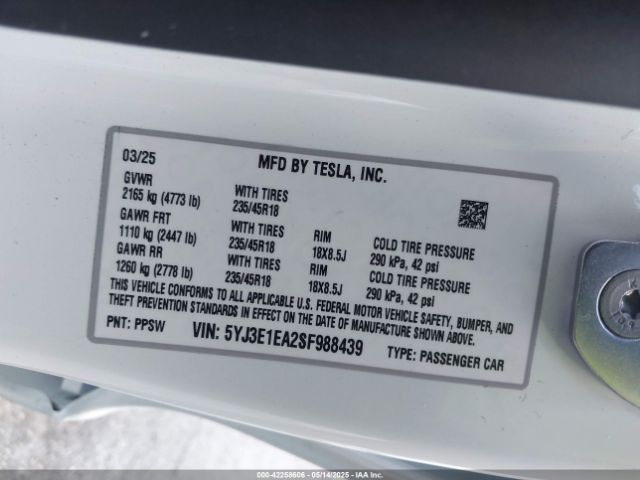 03/25 MFD BY TESLA, INC.
GVWR
2165 kg (4773 lb) WITH TIRES
235/45R18
GAWR FRT
1110 kg (2447 lb) WITH TIRES
235/45R18 RIM
18X8.5J COLD TIRE PRESSURE
290 kPa, 42 psi
GAWR RR
1260 kg (2778 lb) WITH TIRES
235/45R18 RIM
18X8.5J COLD TIRE PRESSURE
290 kPa, 42 psi
THIS VEHICLE CONFORMS TO ALL APPLICABLE U.S. FEDERAL MOTOR VEHICLE SAFETY, BUMPER, AND
THEFT PREVENTION STANDARDS IN EFFECT ON THE DATE OF MANUFACTURE SHOWN ABOVE.
PNT: PPSW VIN: 5YJ3E1EA2SF988439 TYPE: PASSENGER CAR
000-42258606 - 05/14/2025 - IAA Inc.